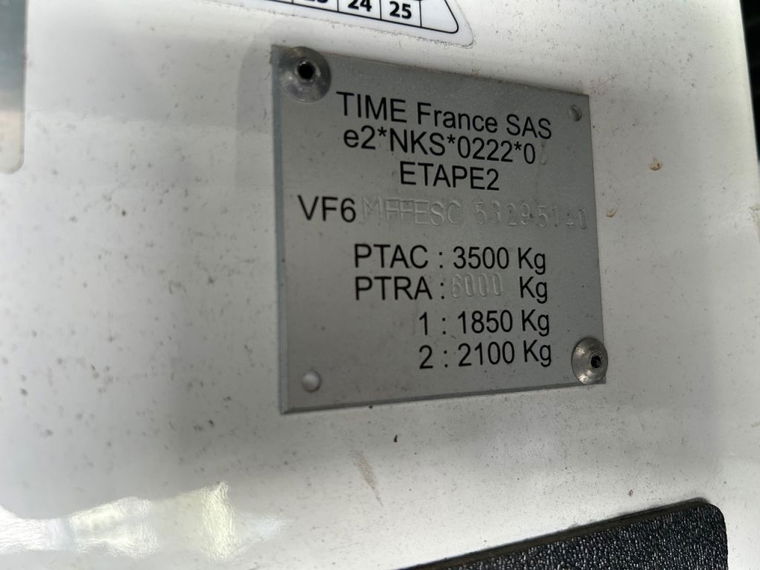 24 25
TIME France SAS
e2*NKS*0222*0
ETAPE2
VF6
PTAC : 3500 Kg
PTRA : 6000 Kg
1 : 1850 Kg
2 : 2100 Kg